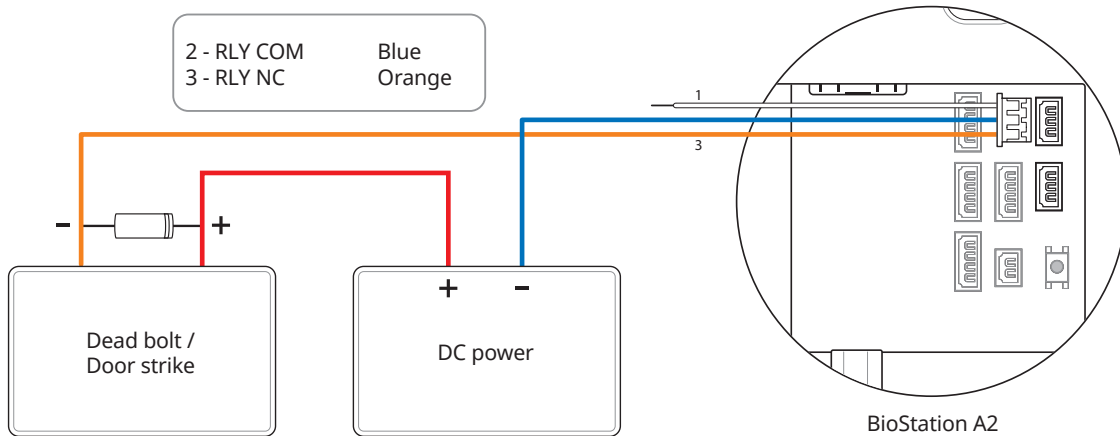 2 - RLY COM Blue
3 - RLY NC Orange
1
3
- +
+ -
Dead bolt /
Door strike
DC power
BioStation A2